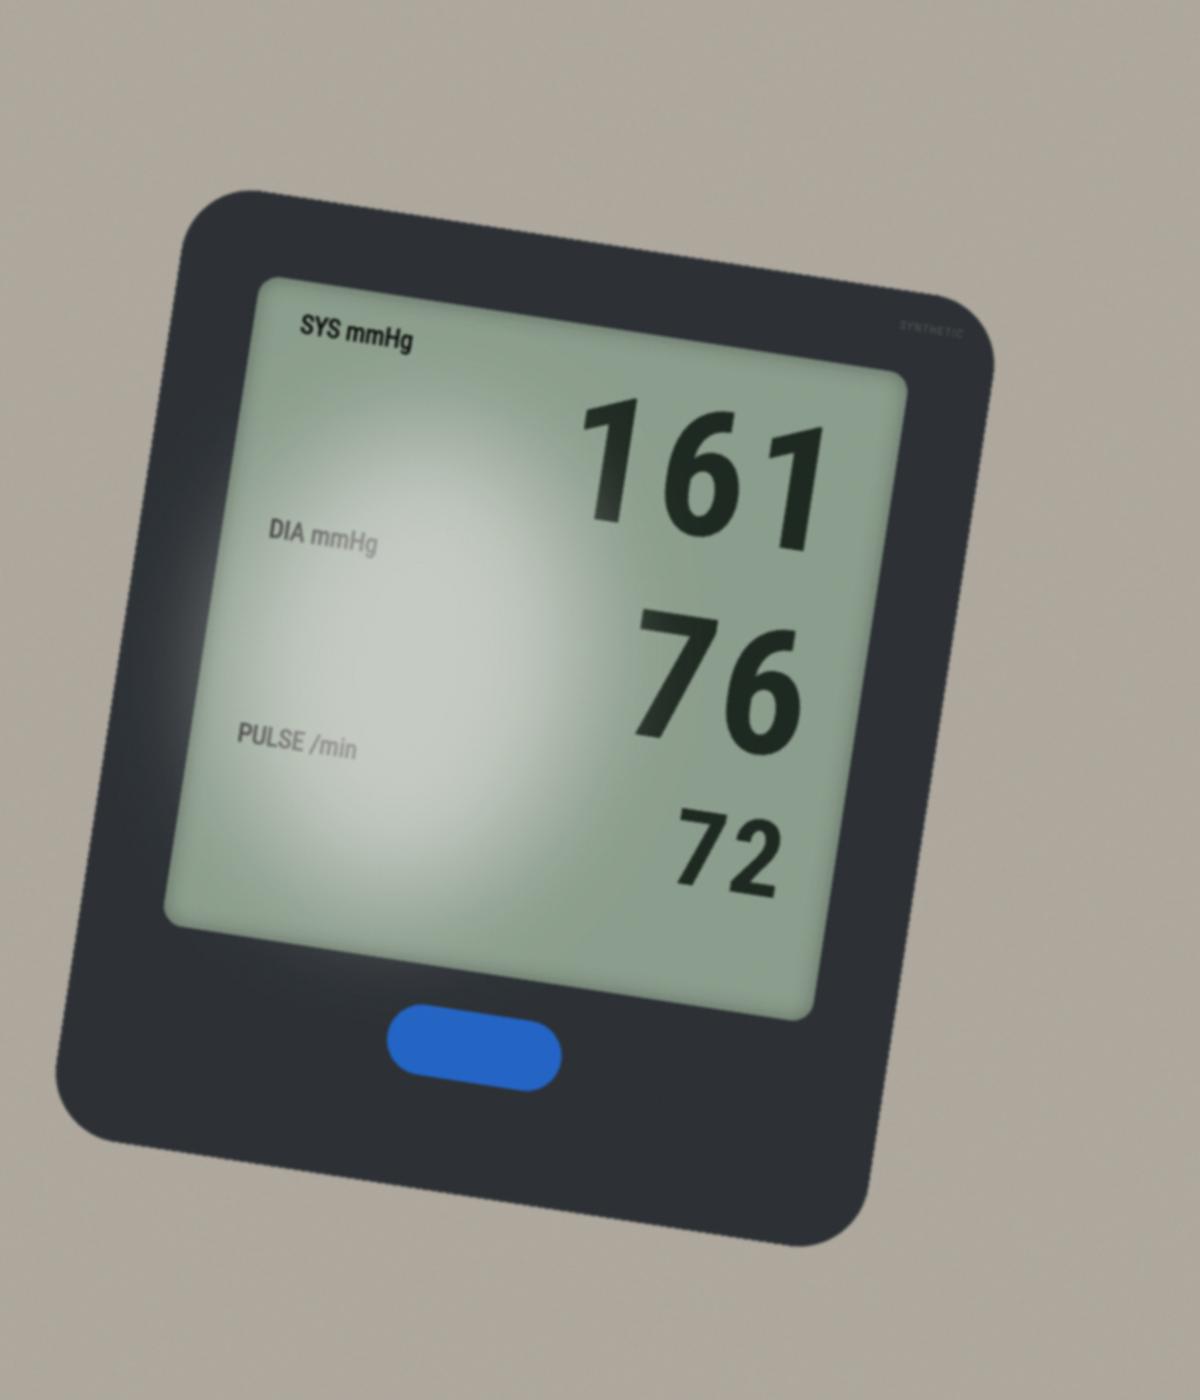 SYNTHETIC
SYS mmHg
161
DIA mmHg
76
PULSE /min
72